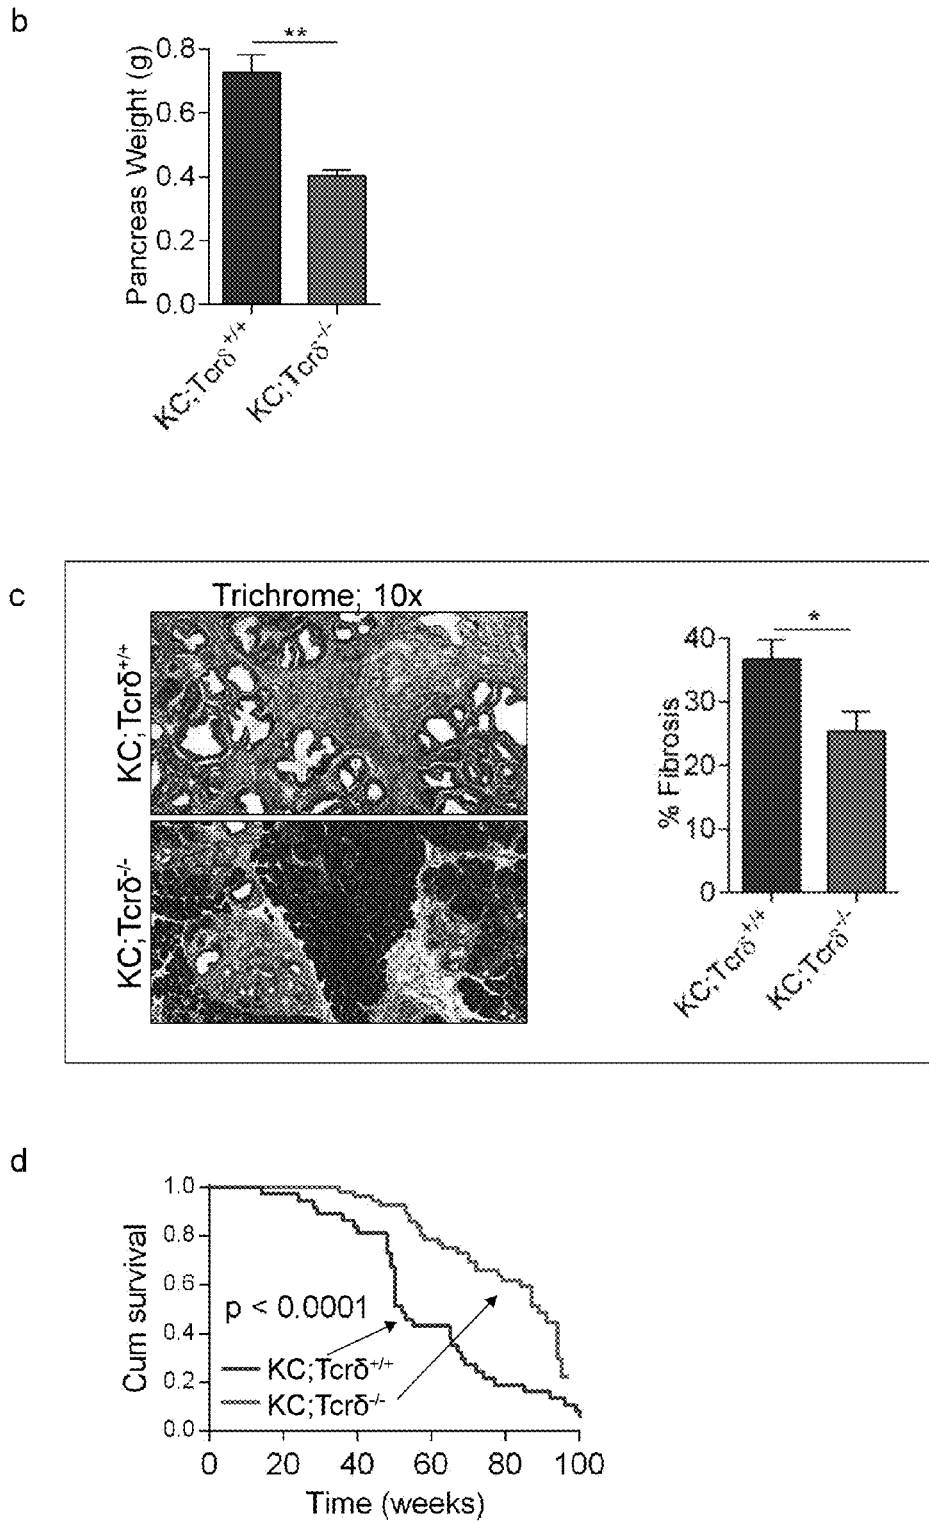 b
**
Pancreas Weight (g)
0.8
0.6
0.4
0.2
0.0
KC;Tcrδ+/+
KC;Tcrδ-/-
c
Trichrome; 10x
KC;Tcrδ+/+
KC;Tcrδ-/-
*
% Fibrosis
40
30
20
10
0
KC;Tcrδ+/+
KC;Tcrδ-/-
d
Cum survival
1.0
0.8
0.6
0.4
0.2
0.0
p < 0.0001
KC;Tcrδ+/+
KC;Tcrδ-/-
0 20 40 60 80 100
Time (weeks)